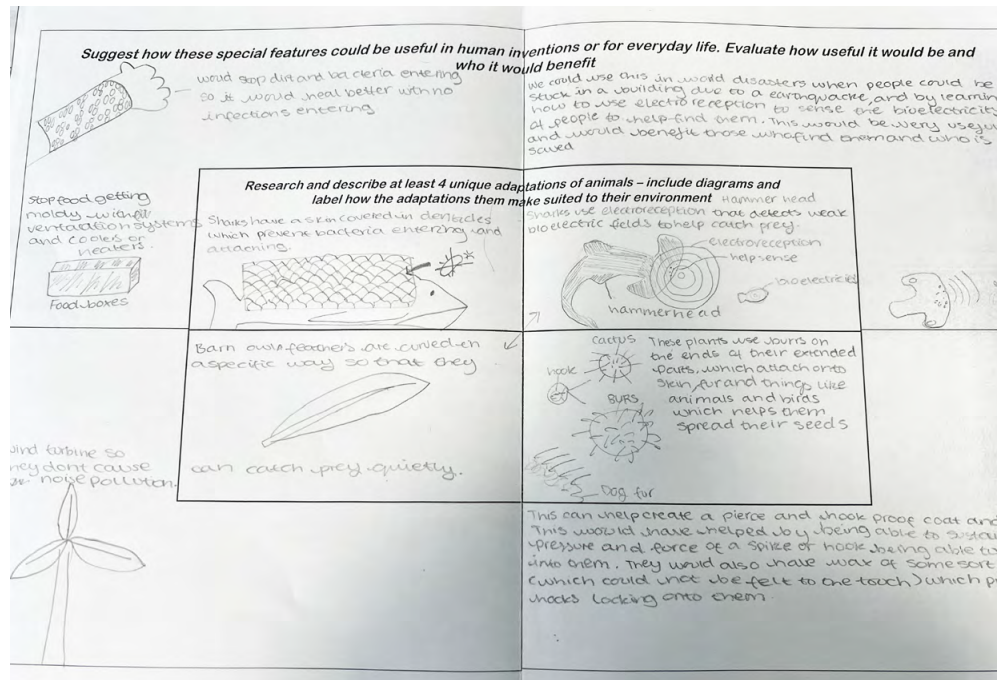 Suggest how these special features could be useful in human inventions or for everyday life. Evaluate how useful it would be and
who it would benefit
woud stop dirt and bacteria entering
so it would heal better with no
infections entering
We could use this in world disasters when people could be
stuck in a building due to a earthquacke, and by learnin
how to use electroreception to sense the bioelectricity
of people to help find them. This would be very useful
and would benefit those who find them and who is
saved
Stop food getting
moldy with
ventaration systems
and coolers or
heaters.
Food boxes
Research and describe at least 4 unique adaptations of animals – include diagrams and
label how the adaptations them make suited to their environment
Sharks have a skin covered in denticles
which prevent bacteria entering and
attaching.
Hammer head
Sharks use electroreception that detects weak
bioelectric fields to help catch prey.
electroreception
help sense
bioelectricity
hammerhead
Barn owls feathers are curved in
a specific way so that they
can catch prey quietly.
cactus
hook
BURS
Dog fur
These plants use on
the ends of their extended
parts, which attach onto
skin, fur and things like
animals and birds
which helps them
spread their seeds
wind turbine so
they dont cause
noise polluton.
This can help create a pierce and hook proof coat and
This would have helped by being able to sustai
pressure and force of a spike or hook being able to
into them. They would also have wax of some sort
(which could not be felt to the touch) which p
hooks locking onto them.